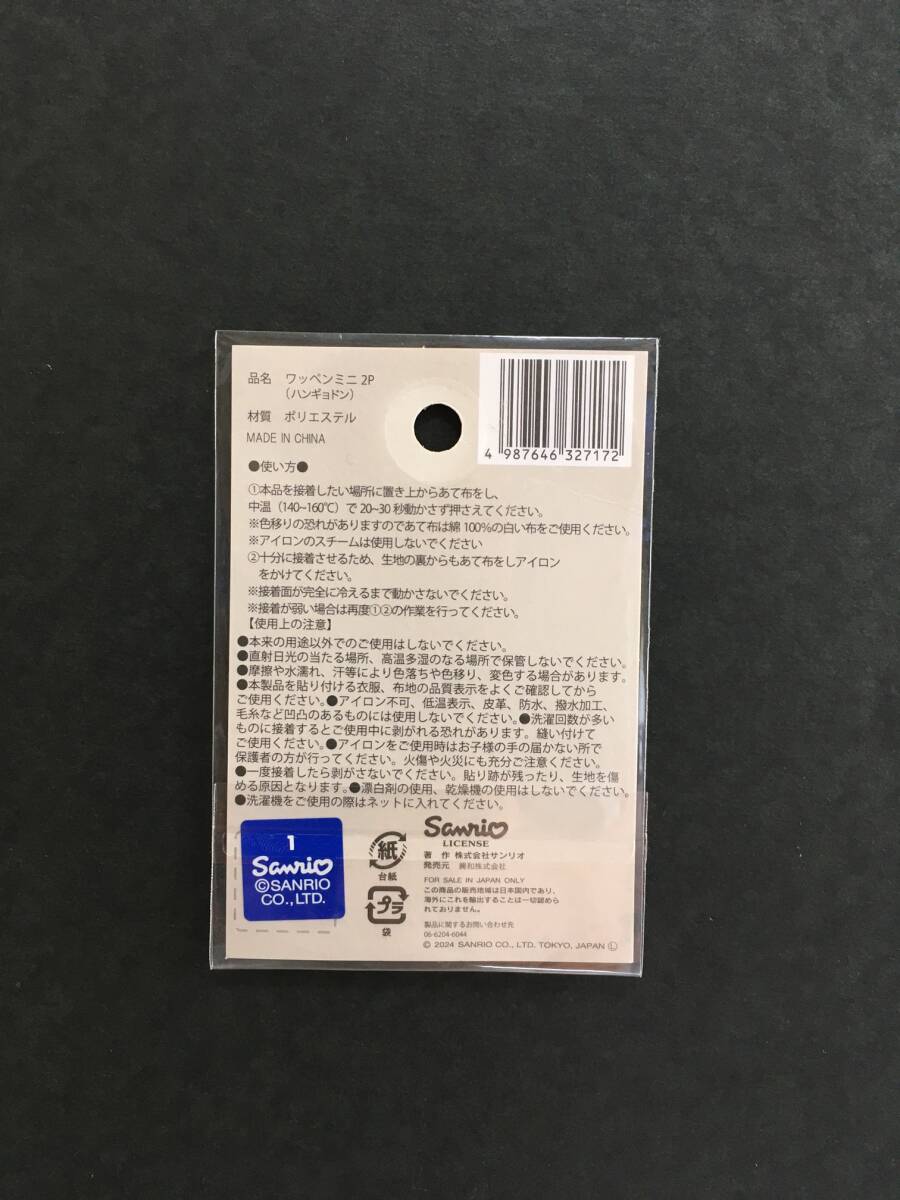 品名 ワッペンミニ 2P
（ハンギョドン）
材質 ポリエステル
MADE IN CHINA
4 987646 327172
●使い方●
①本品を接着したい場所に置き上からあて布をし、
中温（140~160℃）で 20~30 秒動かさず押さえてください。
※色移りの恐れがありますのであて布は綿 100%の白い布をご使用ください。
※アイロンのスチームは使用しないでください
②十分に接着させるため、生地の裏からもあて布をしアイロン
をかけてください。
※接着面が完全に冷えるまで動かさないでください。
※接着が弱い場合は再度①②の作業を行ってください。
【使用上の注意】
●本来の用途以外でのご使用はしないでください。
●直射日光の当たる場所、高温多湿のなる場所で保管しないでください。
●摩擦や水濡れ、汗等により色落ちや色移り、変色する場合があります。
●本製品を貼り付ける衣服、布地の品質表示をよくご確認してから
ご使用ください。●アイロン不可、低温表示、皮革、防水、撥水加工、
毛糸など凹凸のあるものには使用しないでください。●洗濯回数が多い
ものに接着するとご使用中に剥がれる恐れがあります。縫い付けて
ご使用ください。●アイロンをご使用時はお子様の手の届かない所で
保護者の方が行ってください。火傷や火災にも充分ご注意ください。
●一度接着したら剥がさないでください。貼り跡が残ったり、生地を傷
める原因となります。●漂白剤の使用、乾燥機の使用はしないでください。
●洗濯機をご使用の際はネットに入れてください。
1
Sanrio
©SANRIO
CO.,LTD.
紙
台紙
プラ
袋
Sanrio
LICENSE
著 作 株式会社サンリオ
発売元 興和株式会社
FOR SALE IN JAPAN ONLY
この商品の販売地域は日本国内であり、
海外にこれを輸出することは一切認めら
れておりません。
製品に関するお問い合わせ先
06-6204-6044
© 2024 SANRIO CO., LTD. TOKYO, JAPAN Ⓛ